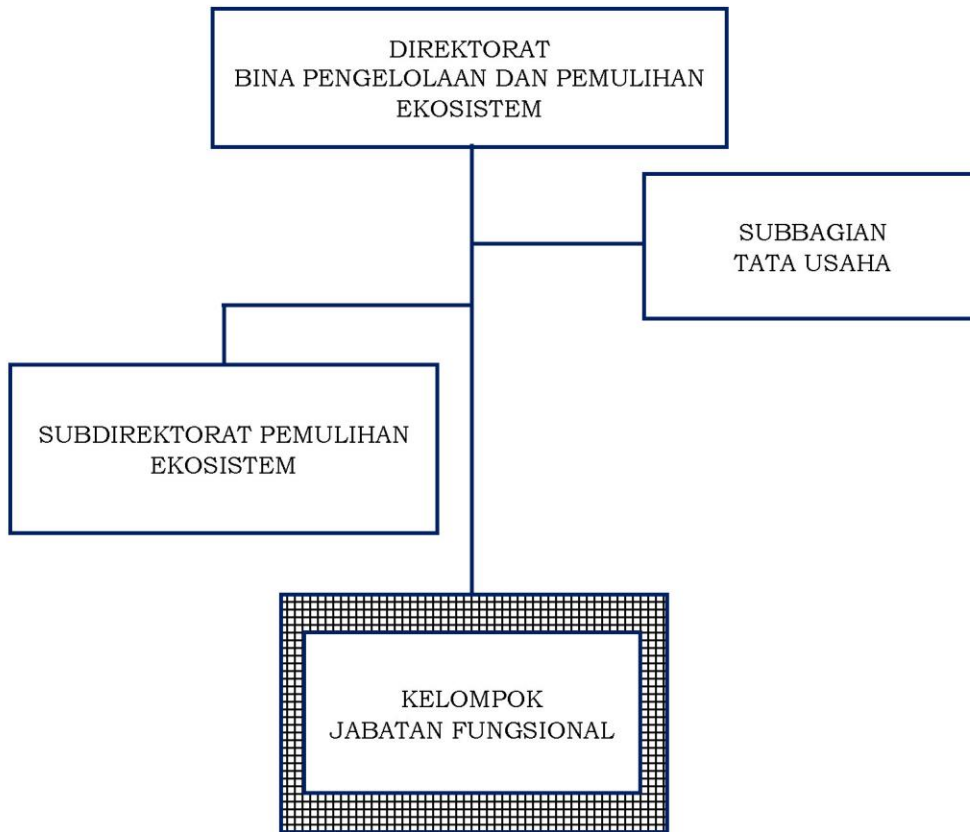 DIREKTORAT
BINA PENGELOLAAN DAN PEMULIHAN
EKOSISTEM
SUBBAGIAN
TATA USAHA
SUBDIREKTORAT PEMULIHAN
EKOSISTEM
KELOMPOK
JABATAN FUNGSIONAL